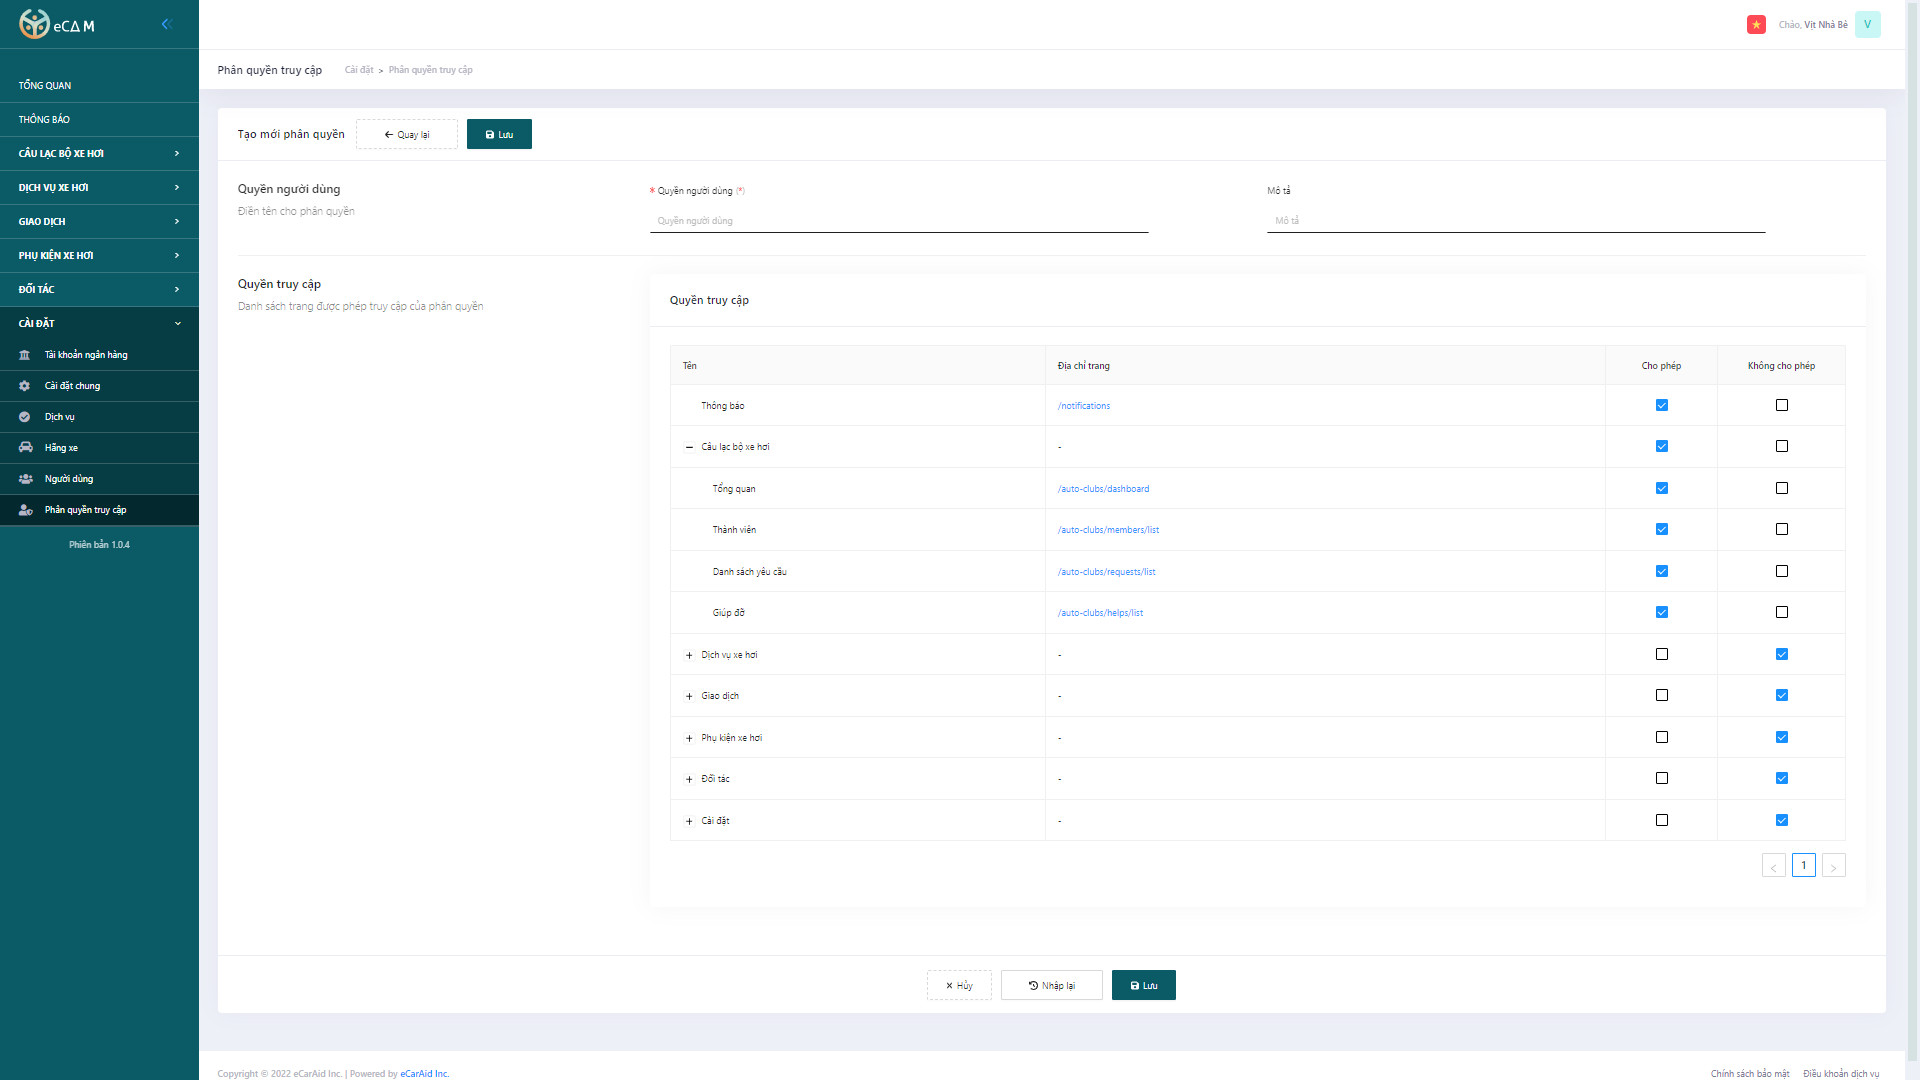 eCAM
Chào, Vịt Nhà Bè
V
Phân quyền truy cập
Cài đặt > Phân quyền truy cập
TỔNG QUAN
THÔNG BÁO
CÂU LẠC BỘ XE HƠI
DỊCH VỤ XE HƠI
GIAO DỊCH
PHỤ KIỆN XE HƠI
ĐỐI TÁC
CÀI ĐẶT
Tài khoản ngân hàng
Cài đặt chung
Dịch vụ
Hãng xe
Người dùng
Phân quyền truy cập
Phiên bản 1.0.4
Tạo mới phân quyền
Quay lại
Lưu
Quyền người dùng
Điền tên cho phân quyền
* Quyền người dùng (*)
Quyền người dùng
Mô tả
Mô tả
Quyền truy cập
Danh sách trang được phép truy cập của phân quyền
Quyền truy cập
Tên Địa chỉ trang Cho phép Không cho phép
Thông báo /notifications
Câu lạc bộ xe hơi -
Tổng quan /auto-clubs/dashboard
Thành viên /auto-clubs/members/list
Danh sách yêu cầu /auto-clubs/requests/list
Giúp đỡ /auto-clubs/helps/list
Dịch vụ xe hơi -
Giao dịch -
Phụ kiện xe hơi -
Đối tác -
Cài đặt -
< 1 >
Hủy
Nhập lại
Lưu
Copyright © 2022 eCarAid Inc. | Powered by eCarAid Inc.
Chính sách bảo mật Điều khoản dịch vụ